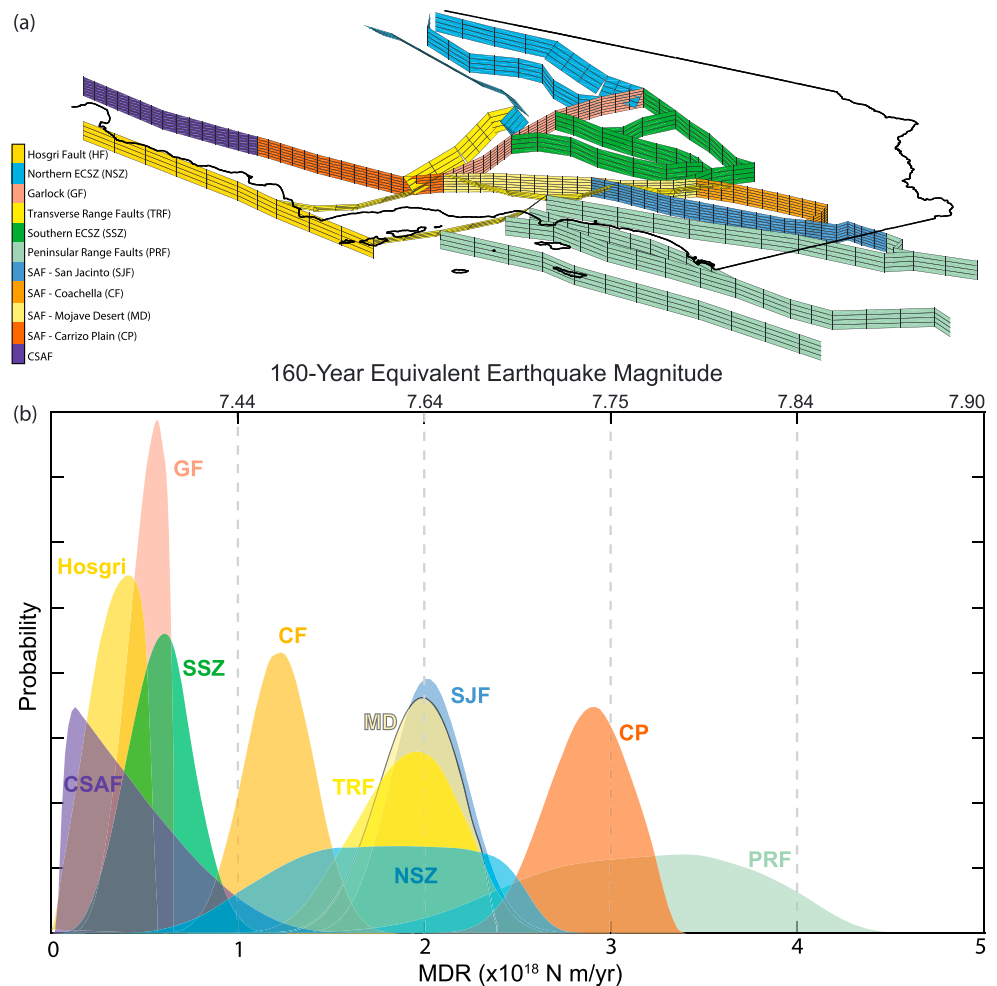 (a)
Hosgri Fault (HF)
Northern ECSZ (NSZ)
Garlock (GF)
Transverse Range Faults (TRF)
Southern ECSZ (SSZ)
Peninsular Range Faults (PRF)
SAF - San Jacinto (SJF)
SAF - Coachella (CF)
SAF - Mojave Desert (MD)
SAF - Carrizo Plain (CP)
CSAF
160-Year Equivalent Earthquake Magnitude
(b)
7.44 7.64 7.75 7.84 7.90
GF
Hosgri
SSZ
CF
SJF
MD
CP
CSAF
TRF
NSZ
PRF
Probability
0 1 2 3 4 5
MDR (x10¹⁸ N m/yr)